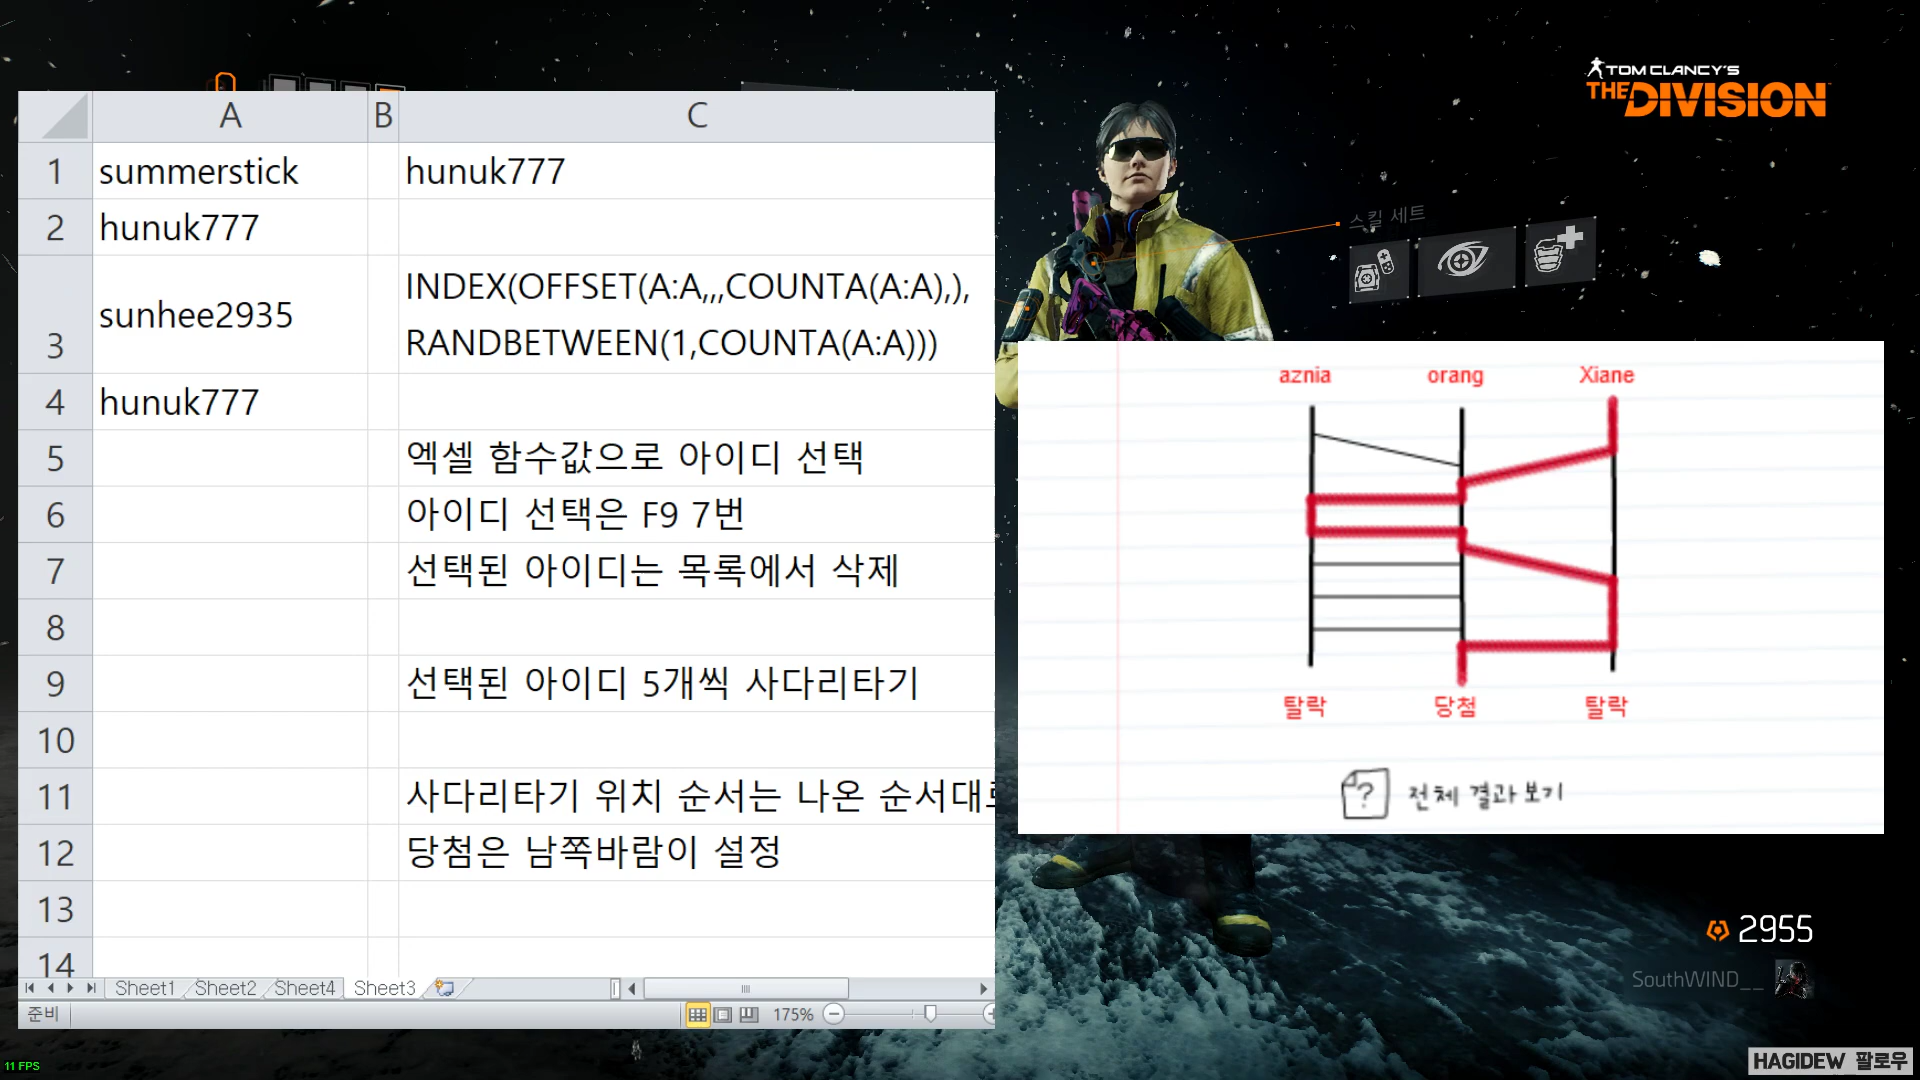 A B C
1 summerstick hunuk777
2 hunuk777
3 sunhee2935 INDEX(OFFSET(A:A,,,COUNTA(A:A),),
RANDBETWEEN(1,COUNTA(A:A)))
4 hunuk777
5 엑셀 함수값으로 아이디 선택
6 아이디 선택은 F9 7번
7 선택된 아이디는 목록에서 삭제
8
9 선택된 아이디 5개씩 사다리타기
10
11 사다리타기 위치 순서는 나온 순서대로
12 당첨은 남쪽바람이 설정
13
14
Sheet1 Sheet2 Sheet4 Sheet3
준비 175%
11 FPS
TOM CLANCY'S
THE DIVISION
스킬 세트
aznia orang Xiane
탈락 당첨 탈락
? 전체 결과 보기
2955
SouthWIND__
HAGIDEW 팔로우